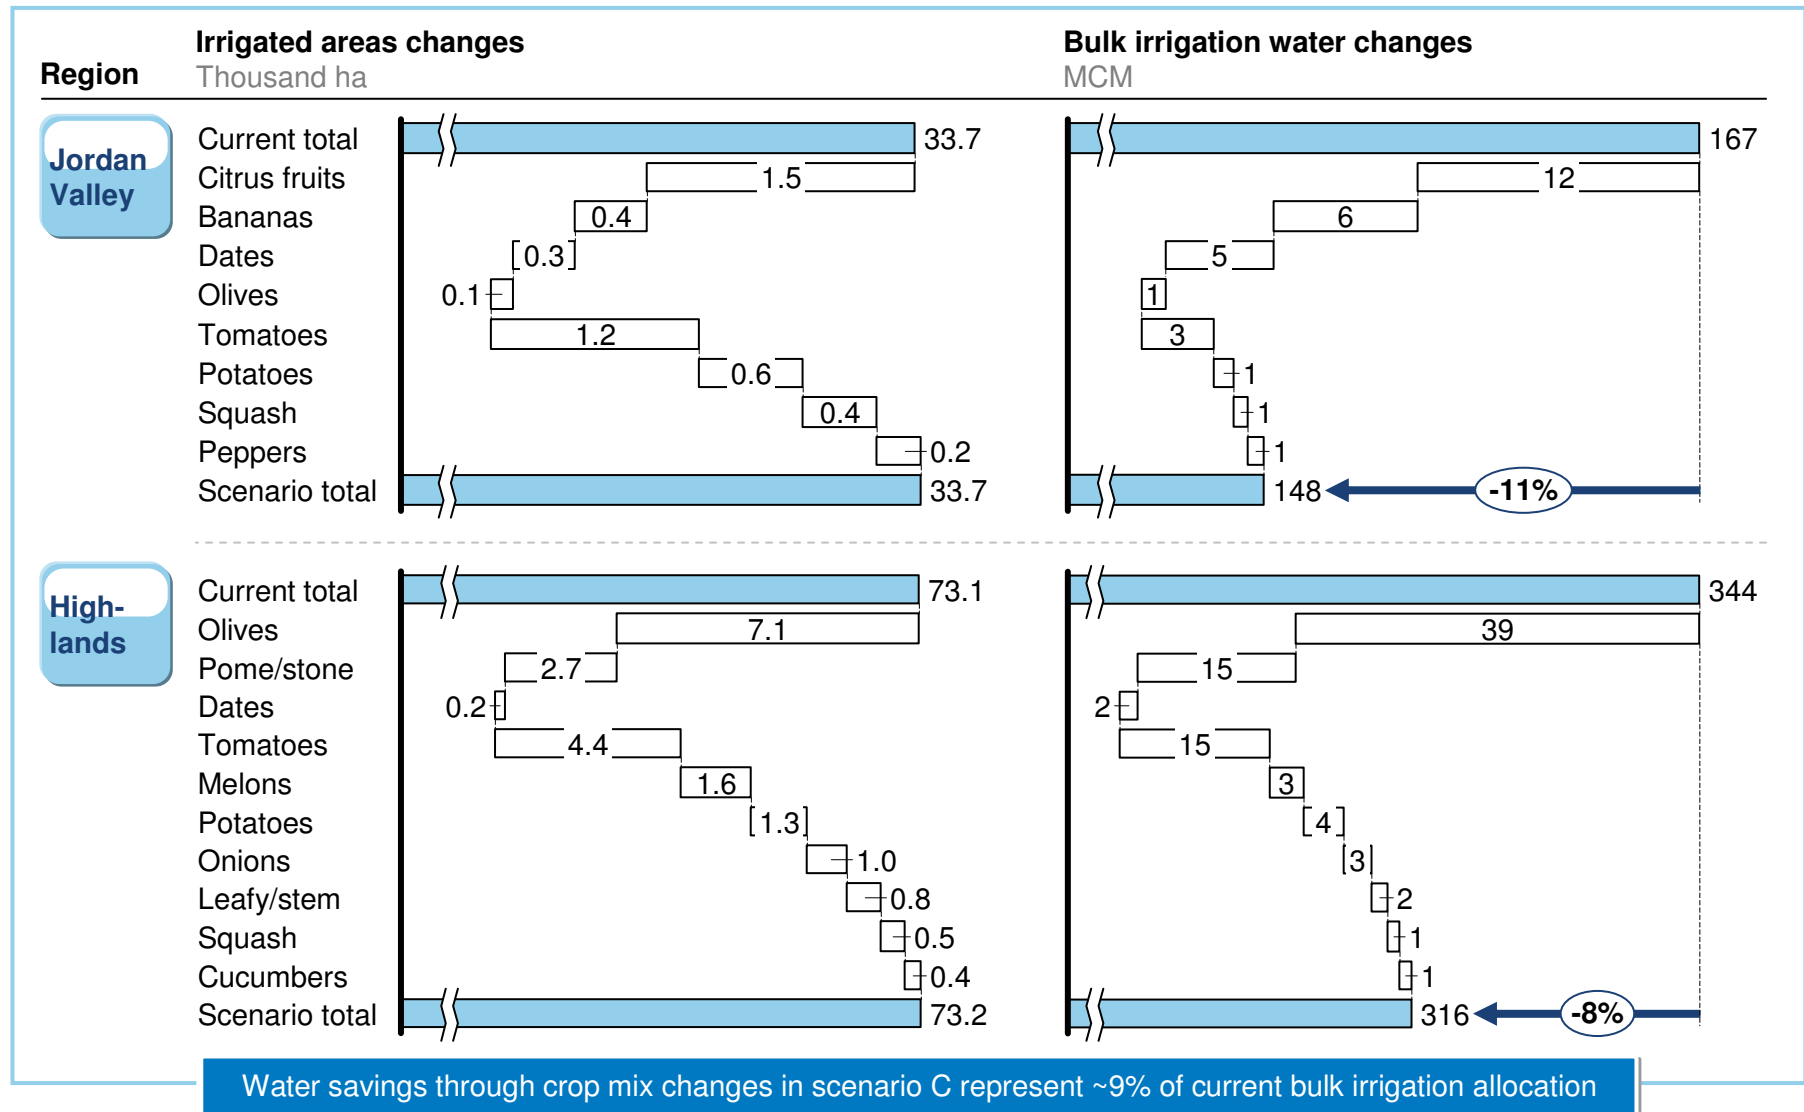 Region
Irrigated areas changes
Thousand ha
Bulk irrigation water changes
MCM
Jordan
Valley
Current total 33.7 167
Citrus fruits 1.5 12
Bananas 0.4 6
Dates 0.3 5
Olives 0.1 1
Tomatoes 1.2 3
Potatoes 0.6 1
Squash 0.4 1
Peppers 0.2 1
Scenario total 33.7 148 -11%
High-
lands
Current total 73.1 344
Olives 7.1 39
Pome/stone 2.7 15
Dates 0.2 2
Tomatoes 4.4 15
Melons 1.6 3
Potatoes 1.3 4
Onions 1.0 3
Leafy/stem 0.8 2
Squash 0.5 1
Cucumbers 0.4 1
Scenario total 73.2 316 -8%
Water savings through crop mix changes in scenario C represent ~9% of current bulk irrigation allocation